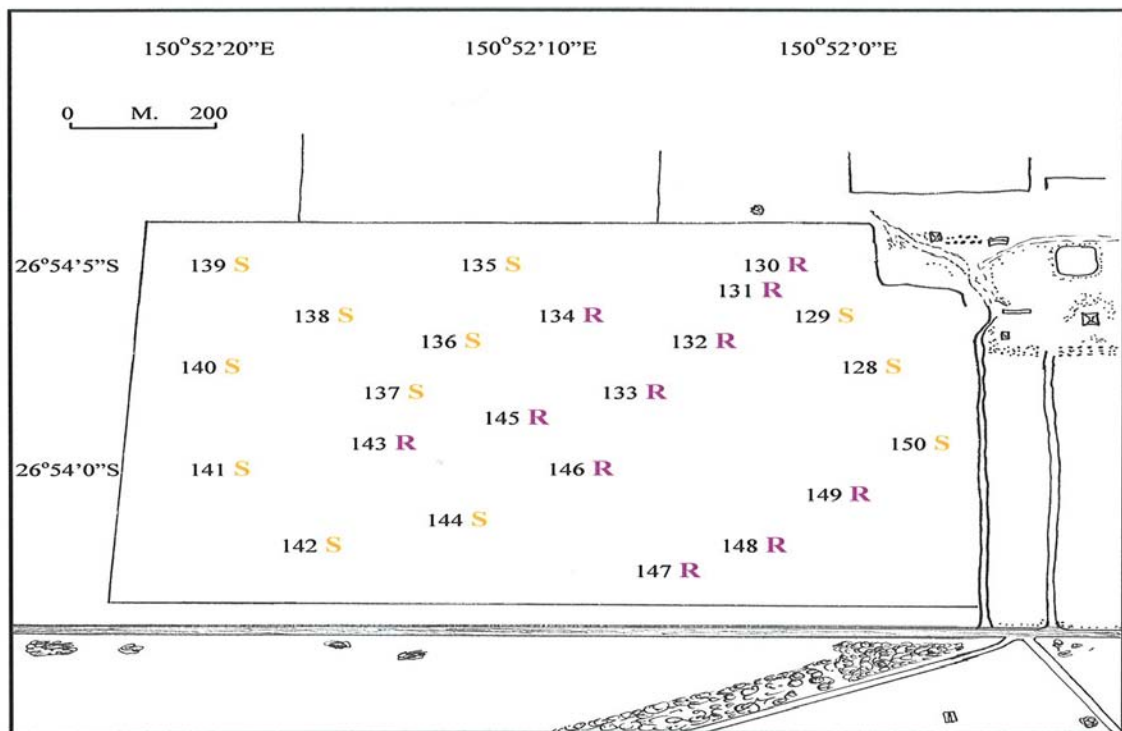 150°52'20"E 150°52'10"E 150°52'0"E
0 M. 200
26°54'5"S 139 S 135 S 130 R
131 R
138 S 134 R 129 S
136 S 132 R
140 S 128 S
137 S 133 R
145 R
143 R 150 S
26°54'0"S 141 S 146 R
149 R
144 S
142 S 148 R
147 R